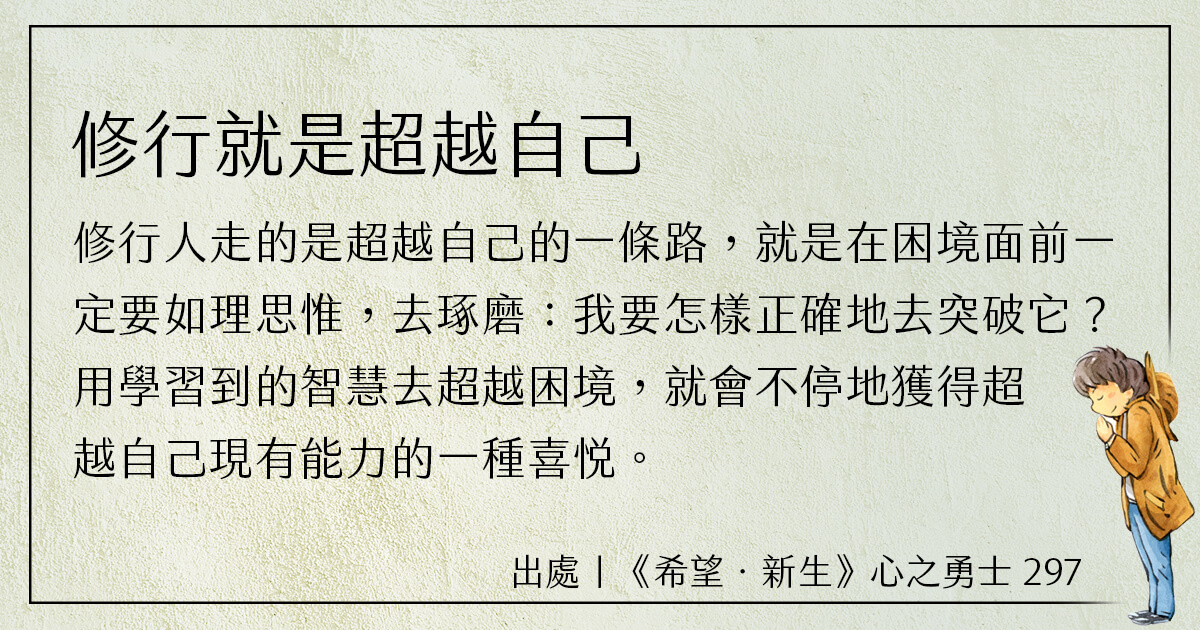 修行就是超越自己
修行人走的是超越自己的一條路，就是在困境面前一
定要如理思惟，去琢磨：我要怎樣正確地去突破它？
用學習到的智慧去超越困境，就會不停地獲得超
越自己現有能力的一種喜悅。
出處｜《希望．新生》心之勇士 297